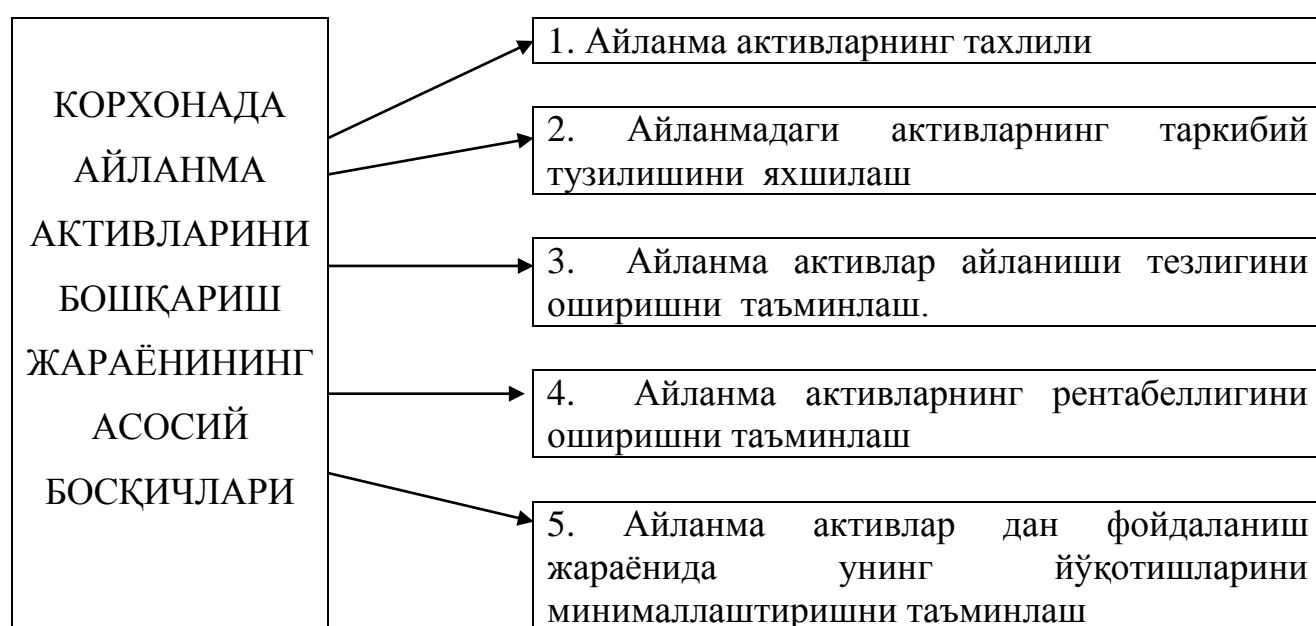 КОРХОНАДА
АЙЛАНМА
АКТИВЛАРИНИ
БОШҚАРИШ
ЖАРАЁНИНИНГ
АСОСИЙ
БОСҚИЧЛАРИ
1. Айланма активларнинг тахлили
2. Айланмадаги активларнинг таркибий
тузилишини яхшилаш
3. Айланма активлар айланиши тезлигини
оширишни таъминлаш.
4. Айланма активларнинг рентабеллигини
оширишни таъминлаш
5. Айланма активлар дан фойдаланиш
жараёнида унинг йўқотишларини
минималлаштиришни таъминлаш